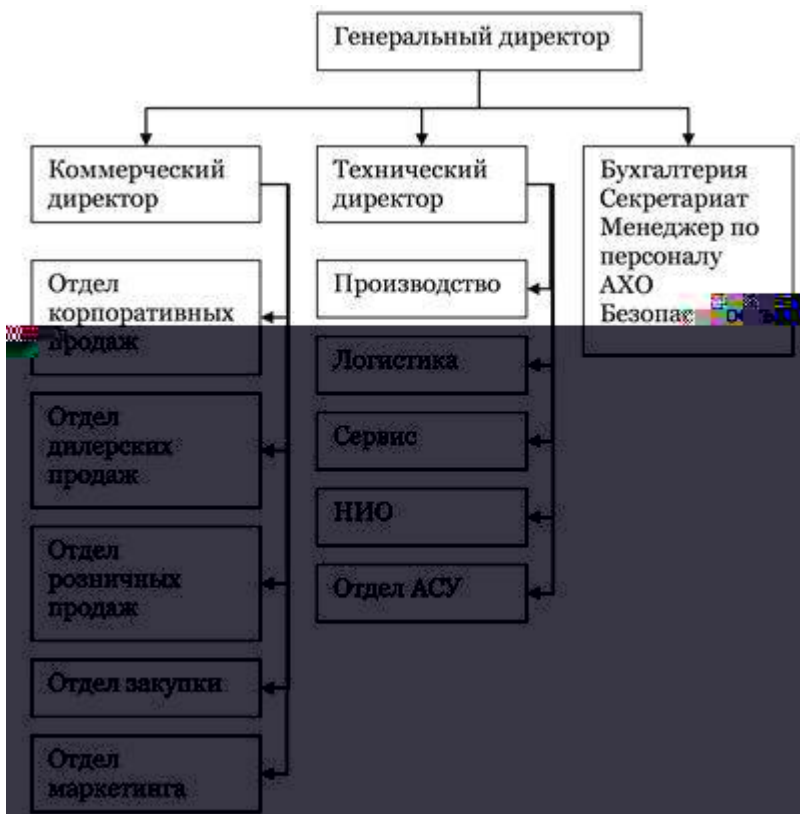 Генеральный директор
Коммерческий
директор
Технический
директор
Бухгалтерия
Секретариат
Менеджер по
персоналу
АХО
Отдел
корпоративных
продаж
Отдел
дилерских
продаж
Отдел
розничных
продаж
Отдел закупки
Отдел
маркетинга
Производство
Логистика
Сервис
НИО
Отдел АСУ